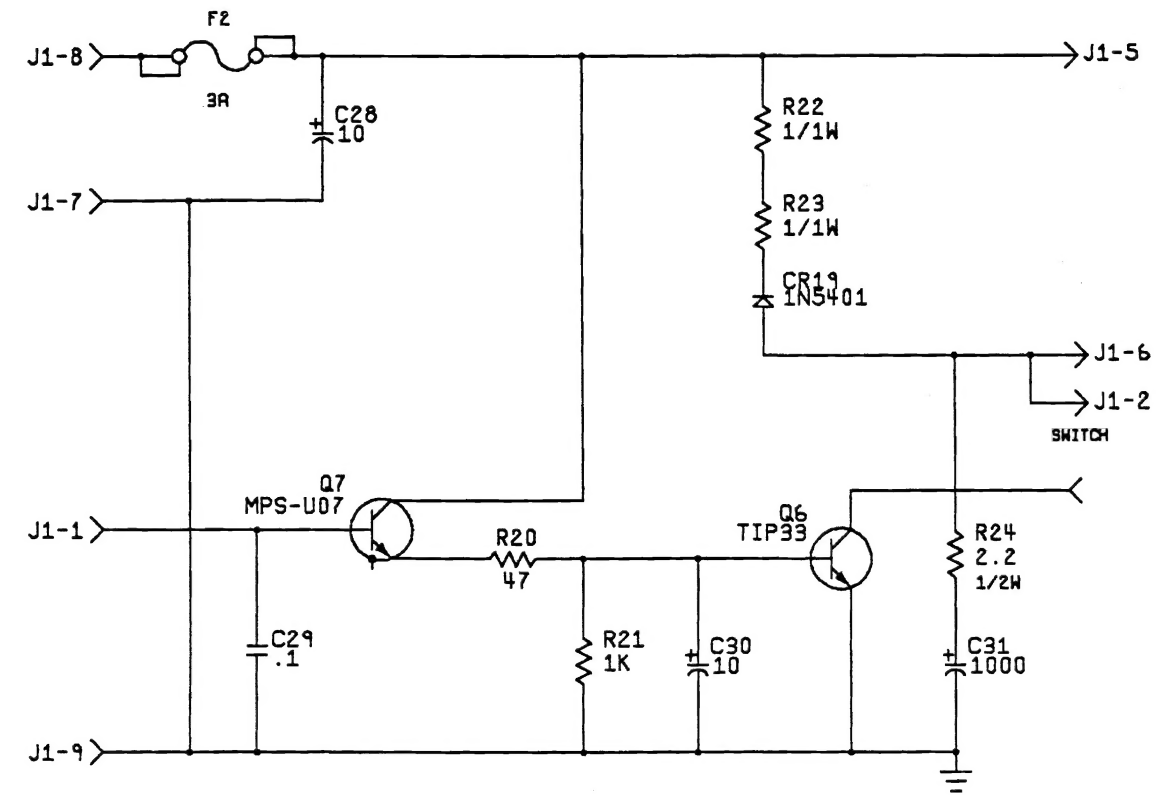 F2
J1-8
J1-5
3A
+ C28
10
R22
1/1W
J1-7
R23
1/1W
CR19
1N5401
J1-6
J1-2
SWITCH
Q7
MPS-U07
Q6
TIP33
J1-1
R20
47
R24
2.2
1/2W
C29
.1
R21
1K
+ C30
10
+ C31
1000
J1-9